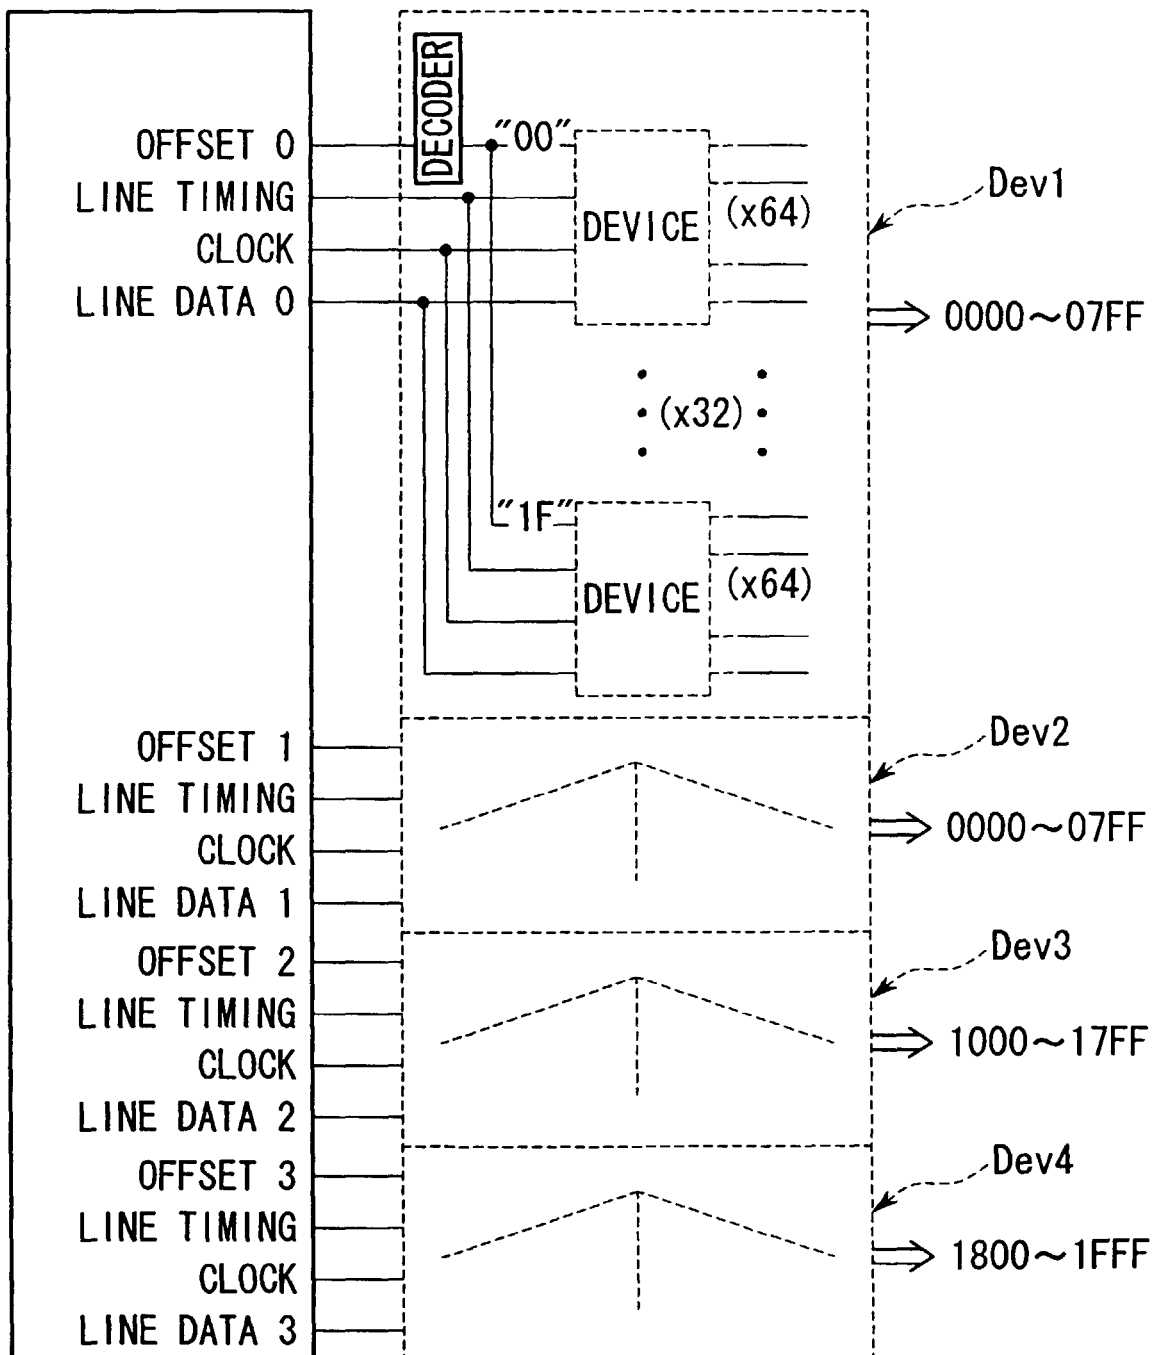 DECODER
OFFSET 0
LINE TIMING
CLOCK
LINE DATA 0
"00"
DEVICE
(x64)
Dev1
0000~07FF
(x32)
"1F"
DEVICE
(x64)
OFFSET 1
LINE TIMING
CLOCK
LINE DATA 1
Dev2
0000~07FF
OFFSET 2
LINE TIMING
CLOCK
LINE DATA 2
Dev3
1000~17FF
OFFSET 3
LINE TIMING
CLOCK
LINE DATA 3
Dev4
1800~1FFF